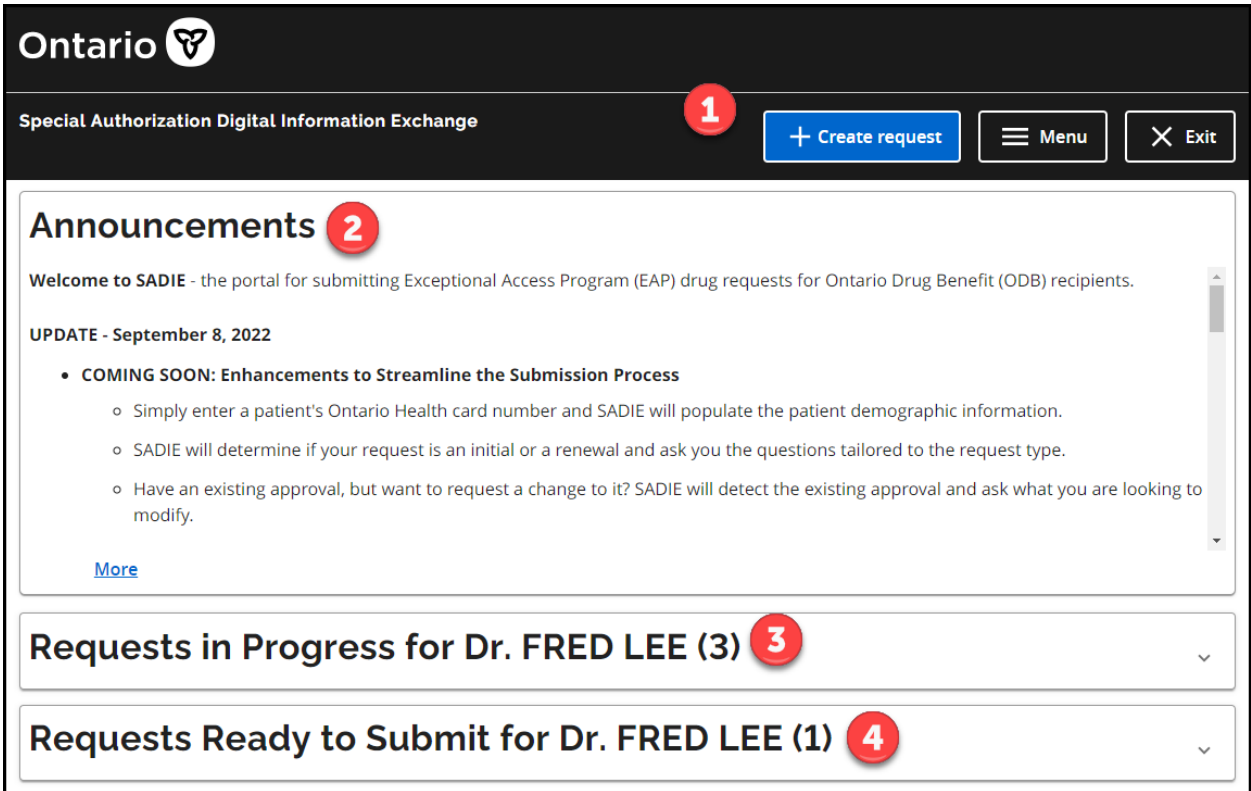 Ontario
Special Authorization Digital Information Exchange
1
+ Create request
Menu
X Exit
Announcements 2
Welcome to SADIE - the portal for submitting Exceptional Access Program (EAP) drug requests for Ontario Drug Benefit (ODB) recipients.
UPDATE - September 8, 2022
• COMING SOON: Enhancements to Streamline the Submission Process
◦ Simply enter a patient's Ontario Health card number and SADIE will populate the patient demographic information.
◦ SADIE will determine if your request is an initial or a renewal and ask you the questions tailored to the request type.
◦ Have an existing approval, but want to request a change to it? SADIE will detect the existing approval and ask what you are looking to
modify.
More
Requests in Progress for Dr. FRED LEE (3) 3
Requests Ready to Submit for Dr. FRED LEE (1) 4